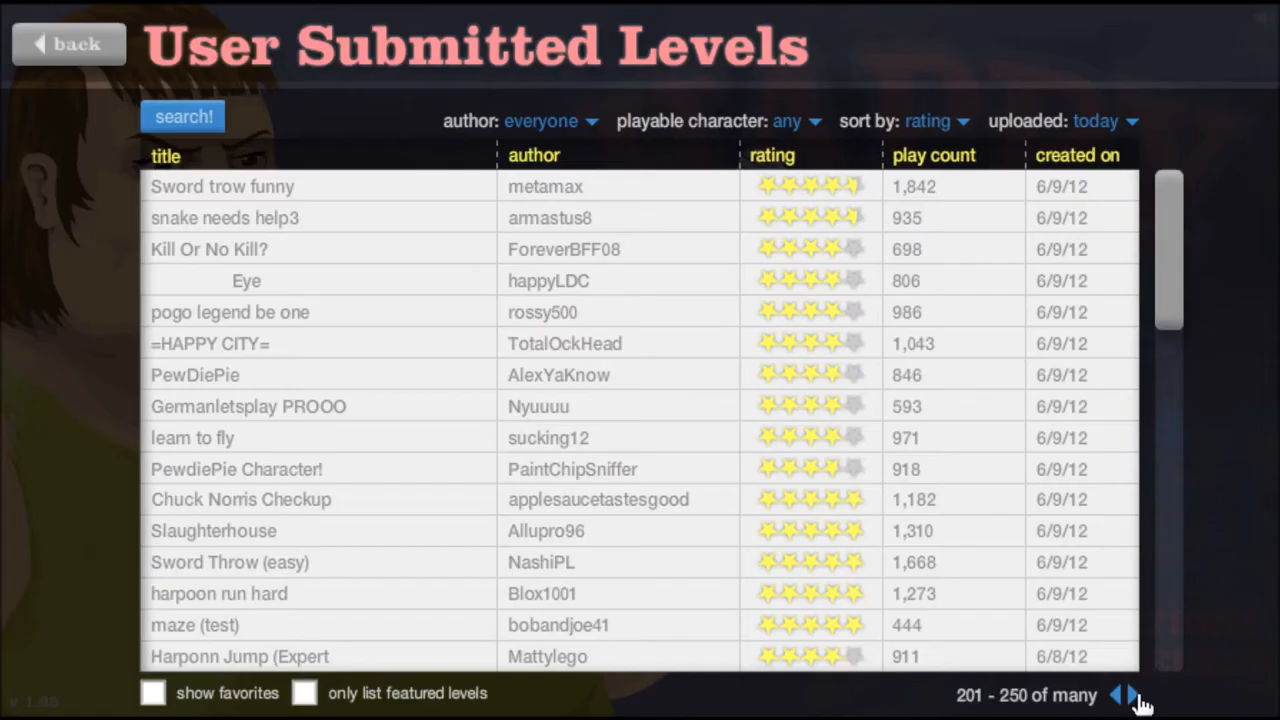 back
User Submitted Levels
search! author: everyone playable character: any sort by: rating uploaded: today
title author rating play count created on
Sword trow funny metamax 1,842 6/9/12
snake needs help3 armastus8 935 6/9/12
Kill Or No Kill? ForeverBFF08 698 6/9/12
Eye happyLDC 806 6/9/12
pogo legend be one rossy500 986 6/9/12
=HAPPY CITY= TotalOckHead 1,043 6/9/12
PewDiePie AlexYaKnow 846 6/9/12
Germanletsplay PROOO Nyuuuu 593 6/9/12
learn to fly sucking12 971 6/9/12
PewdiePie Character! PaintChipSniffer 918 6/9/12
Chuck Norris Checkup applesaucetastesgood 1,182 6/9/12
Slaughterhouse Allupro96 1,310 6/9/12
Sword Throw (easy) NashiPL 1,668 6/9/12
harpoon run hard Blox1001 1,273 6/9/12
maze (test) bobandjoe41 444 6/9/12
Harponn Jump (Expert Mattylego 911 6/8/12
show favorites only list featured levels 201 - 250 of many